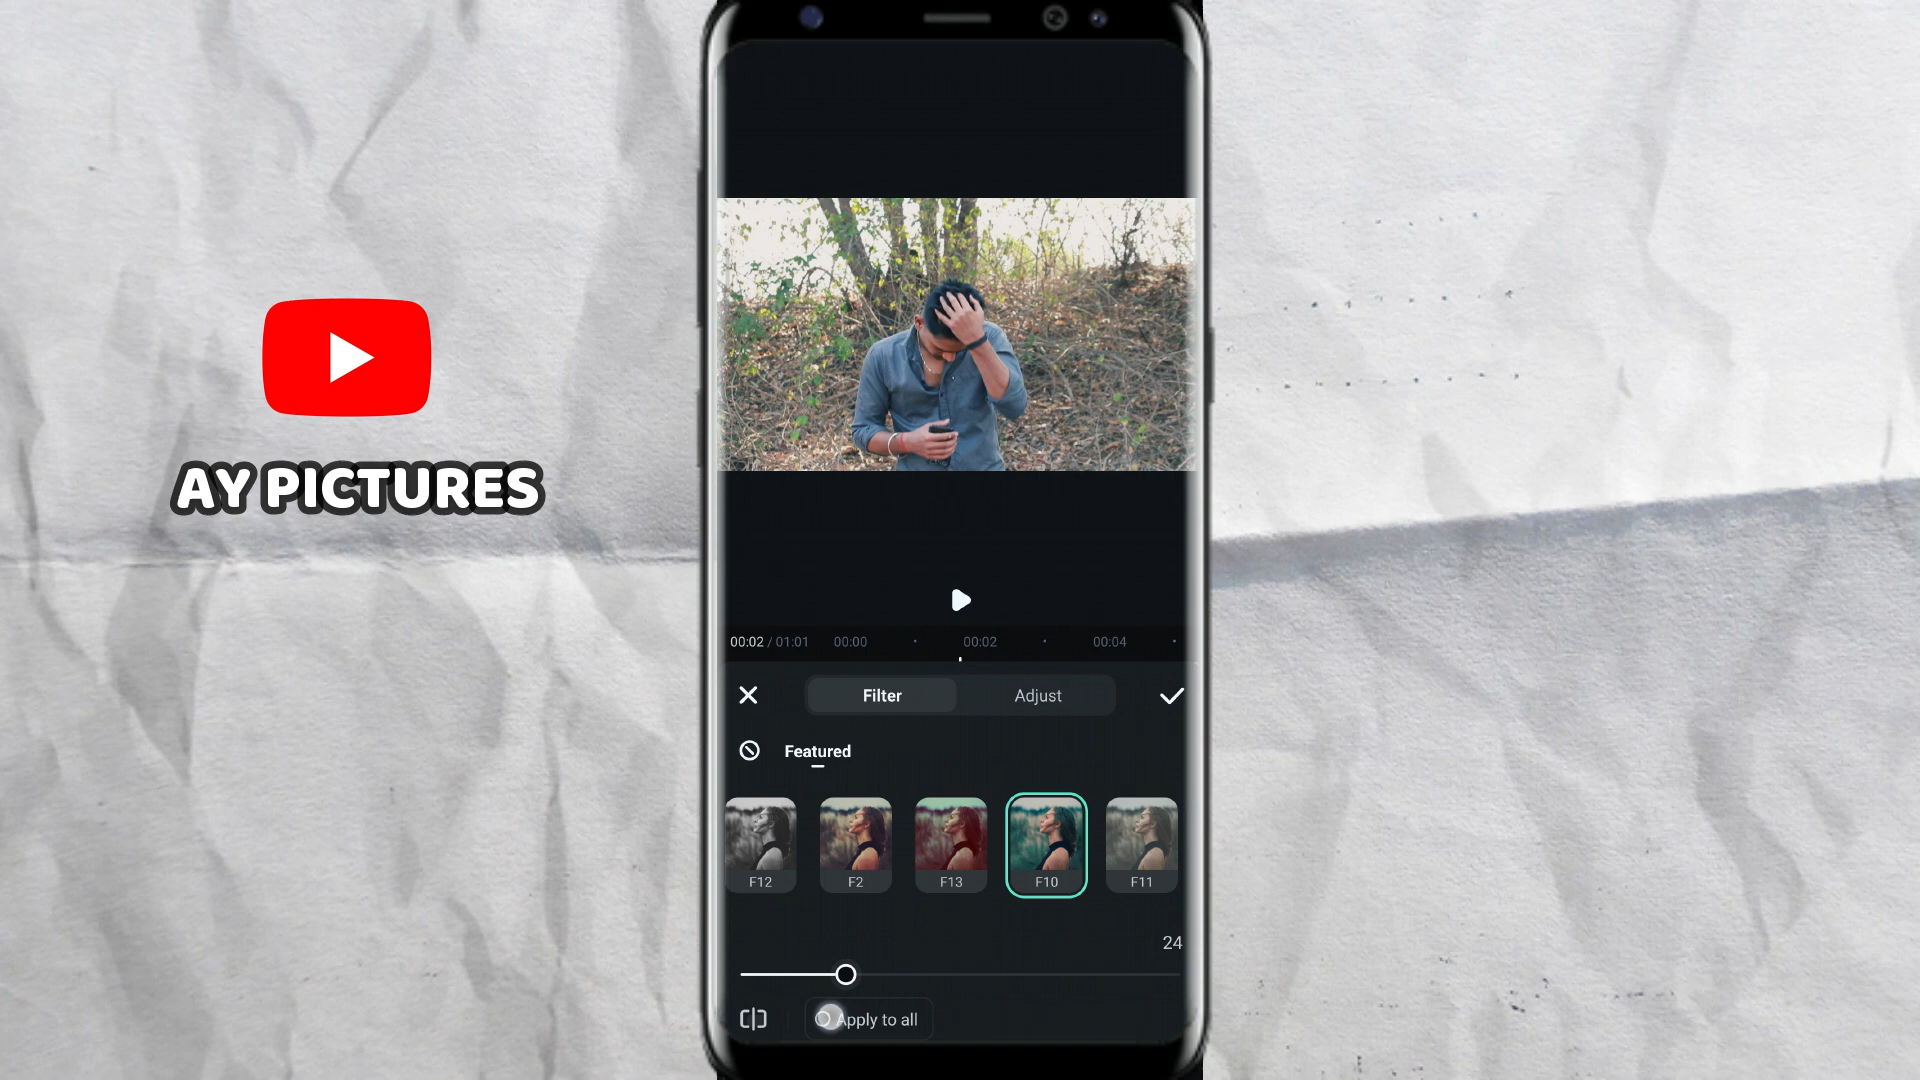 AY PICTURES
00:02 / 01:01 00:00 00:02 00:04
Filter Adjust
Featured
F12 F2 F13 F10 F11
24
Apply to all